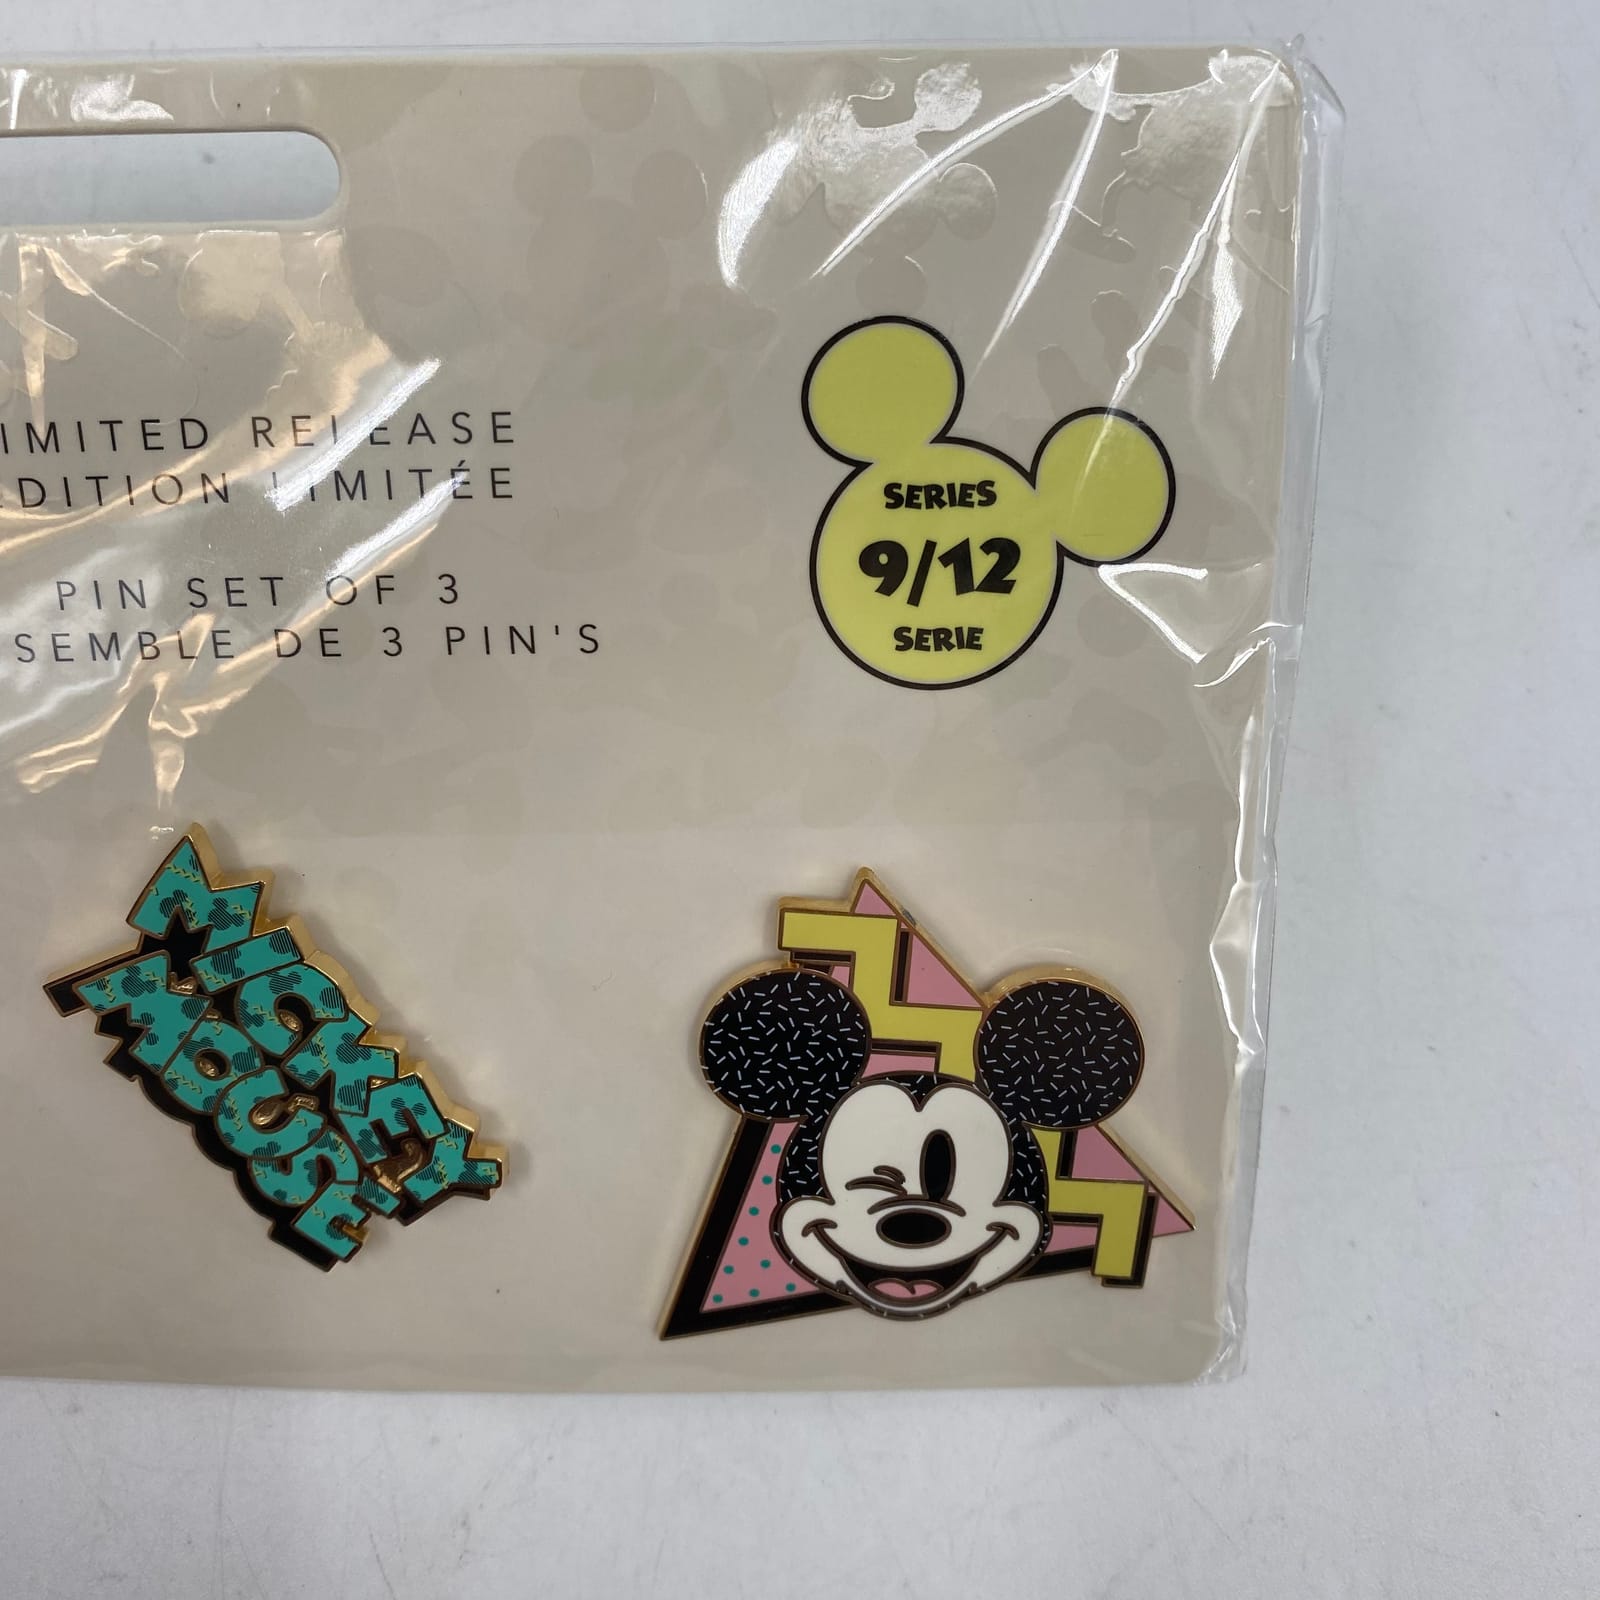 IMITED RELEASE
DITION LIMITÉE
PIN SET OF 3
SEMBLE DE 3 PIN'S
SERIES
9/12
SERIE
MICKEY
MOUSE